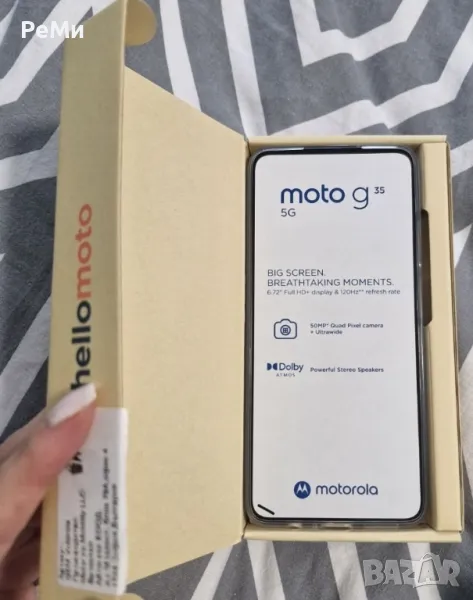 РеМи
hellomoto
moto g 35
5G
BIG SCREEN.
BREATHTAKING MOMENTS.
6.72" Full HD+ display & 120Hz** refresh rate
50MP* Quad Pixel camera
+ Ultrawide
Dolby
ATMOS
Powerful Stereo Speakers
motorola
BAZAR